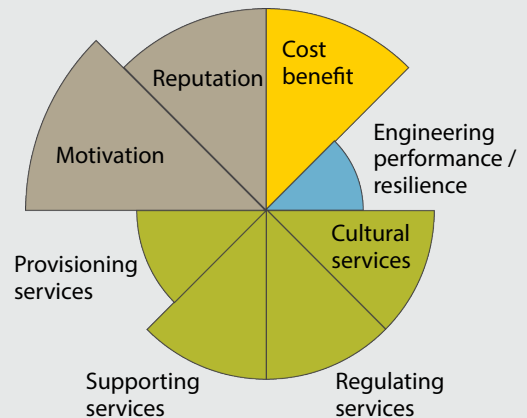 Cost
benefit
Reputation
Engineering
performance /
resilience
Motivation
Cultural
services
Provisioning
services
Supporting
services
Regulating
services